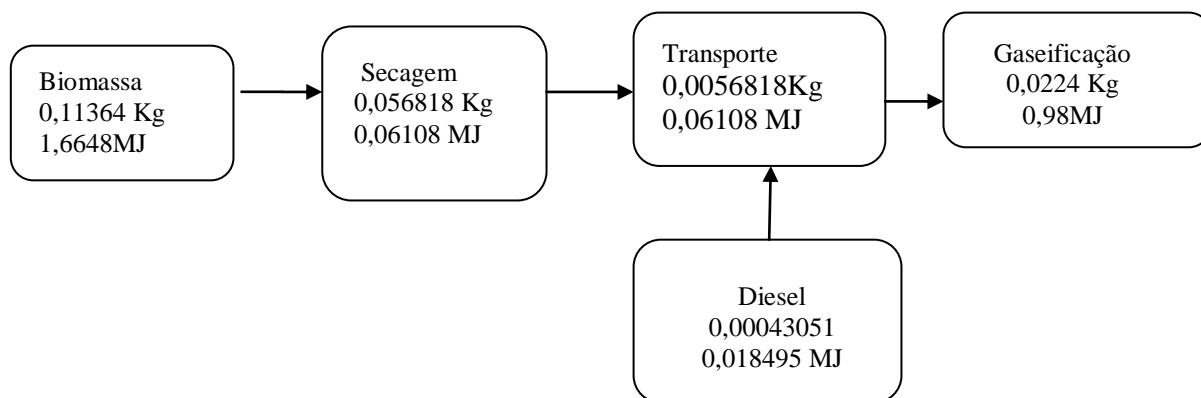 Biomassa
0,11364 Kg
1,6648MJ
Secagem
0,056818 Kg
0,06108 MJ
Transporte
0,0056818Kg
0,06108 MJ
Gaseificação
0,0224 Kg
0,98MJ
Diesel
0,00043051
0,018495 MJ